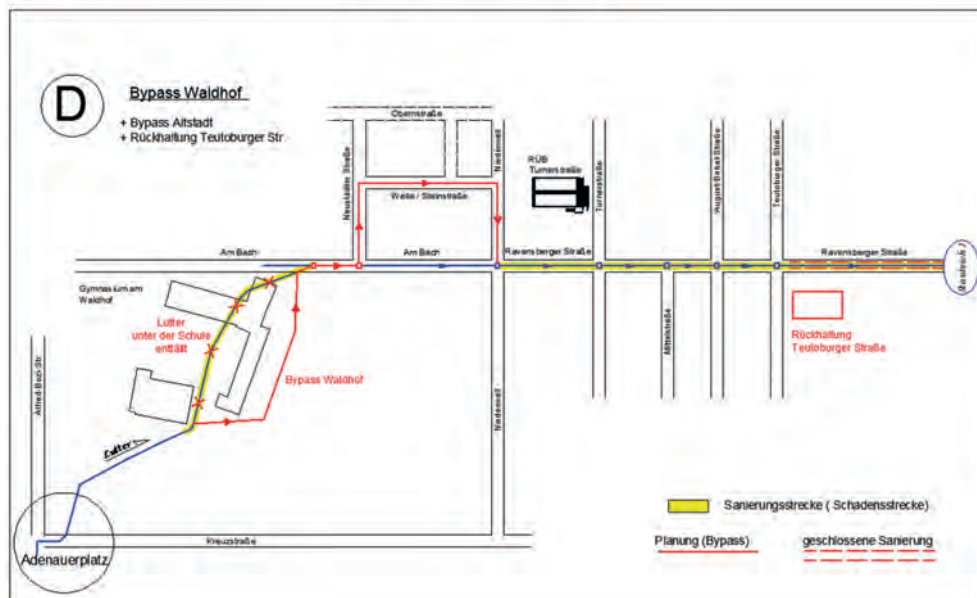 D
Bypass Waldhof
+ Bypass Altstadt
+ Rückhaltung Teutoburger Str
Obernstraße
Neustädter Straße
Niedernwall
Welle / Steinstraße
RÜB
Turnerstraße
Turnerstraße
August-Bebel Straße
Teutoburger Straße
Am Bach
Am Bach
Ravensberger Straße
Ravensberger Straße
Stauteich I
Gymnasium am
Waldhof
Lutter
unter der Schule
entfällt
Mittelstraße
Rückhaltung
Teutoburger Straße
Bypass Waldhof
Alfred-Bozi-Str.
Niedernwall
Lutter
Sanierungsstrecke ( Schadensstrecke)
Planung (Bypass)
geschlossene Sanierung
Kreuzstraße
Adenauerplatz